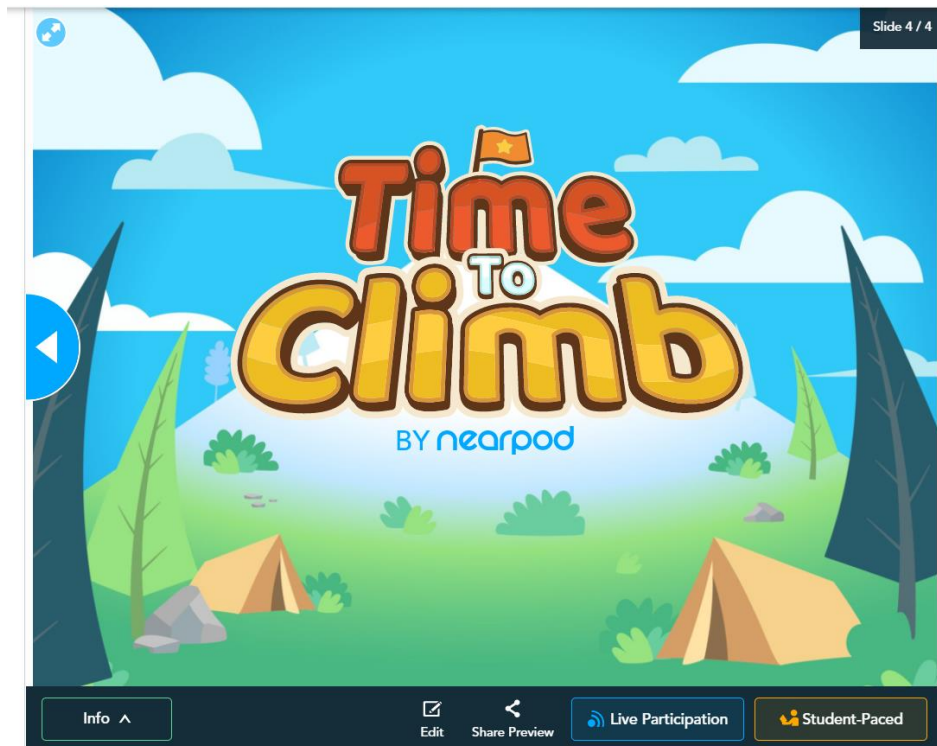 Slide 4 / 4
Time
To
Climb
BY nearpod
Info
Edit
Share Preview
Live Participation
Student-Paced